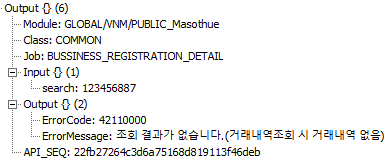 Output {} (6)
Module: GLOBAL/VNM/PUBLIC_Masothue
Class: COMMON
Job: BUSSINESS_REGISTRATION_DETAIL
Input {} (1)
search: 123456887
Output {} (2)
ErrorCode: 42110000
ErrorMessage: 조회 결과가 없습니다.(거래내역조회 시 거래내역 없음)
API_SEQ: 22fb27264c3d6a75168d819113f46deb